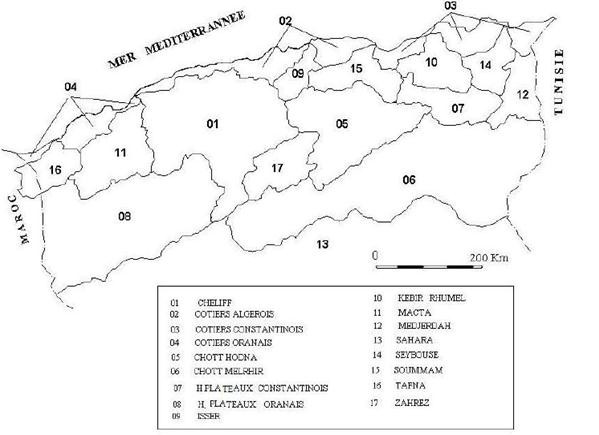 MER MEDITERRANNEE
02
03
04
TUNISIE
MAROC
09
15
10
14
12
07
01
05
11
16
17
06
08
13
0
200 Km
01 CHELIFF
02 COTIERS ALGEROIS
03 COTIERS CONSTANTINOIS
04 COTIERS ORANAIS
05 CHOTT HODNA
06 CHOTT MELRHIR
07 H.PLATEAUX CONSTANTINOIS
08 H, PLATEAUX ORANAIS
09 ISSER
10 KEBIR RHUMEL
11 MACTA
12 MEDJERDAH
13 SAHARA
14 SEYBOUSE
15 SOUMMAM
16 TAFNA
17 ZAHREZ